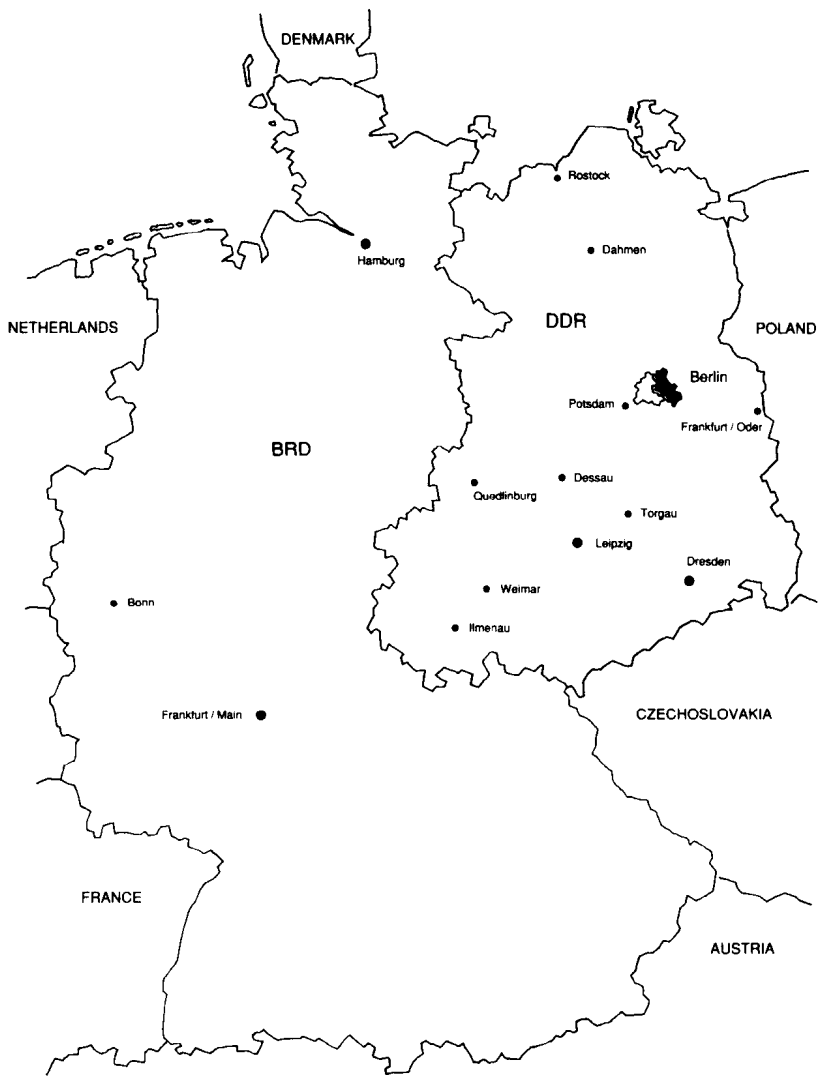 DENMARK
Rostock
Hamburg
Dahmen
NETHERLANDS
DDR
POLAND
Berlin
Potsdam
Frankfurt / Oder
BRD
Dessau
Quedlinburg
Torgau
Leipzig
Dresden
Weimar
Bonn
Ilmenau
Frankfurt / Main
CZECHOSLOVAKIA
FRANCE
AUSTRIA